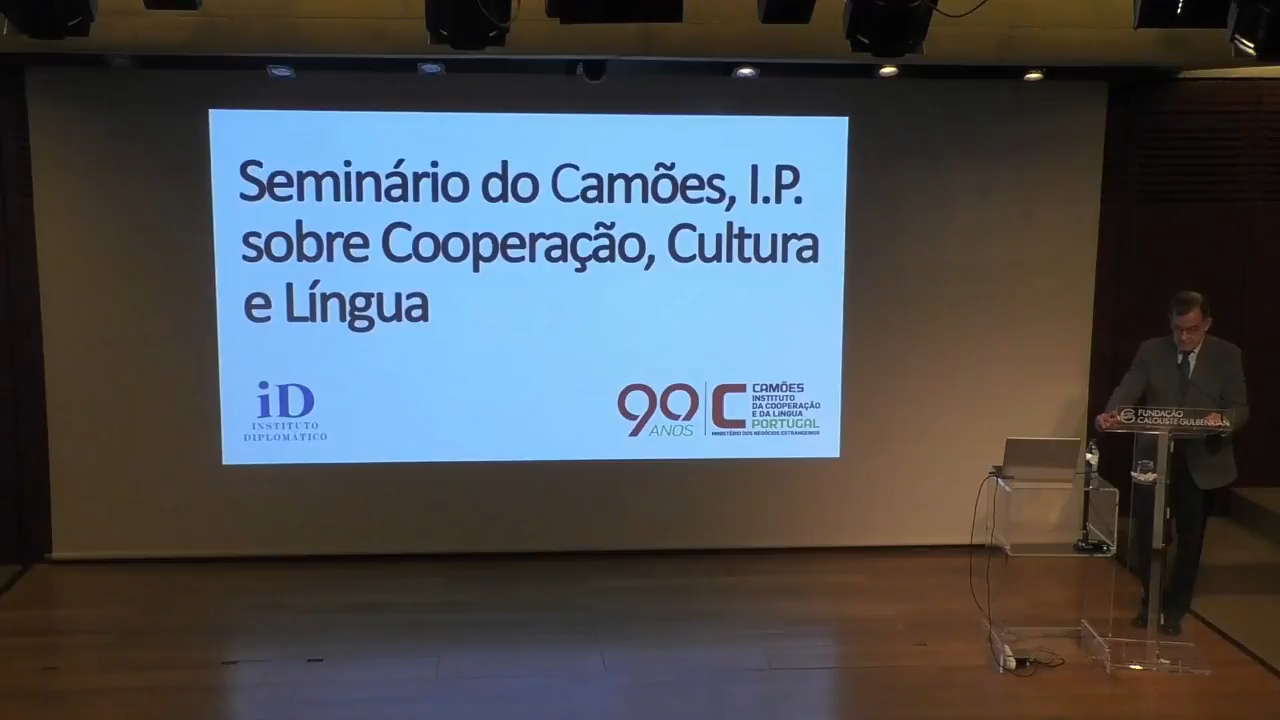 Seminário do Camões, I.P.
sobre Cooperação, Cultura
e Língua
iD
INSTITUTO
DIPLOMÁTICO
90
ANOS
CAMÕES
INSTITUTO
DA COOPERAÇÃO
E DA LÍNGUA
PORTUGAL
MINISTÉRIO DOS NEGÓCIOS ESTRANGEIROS
FUNDAÇÃO
CALOUSTE GULBENKIAN